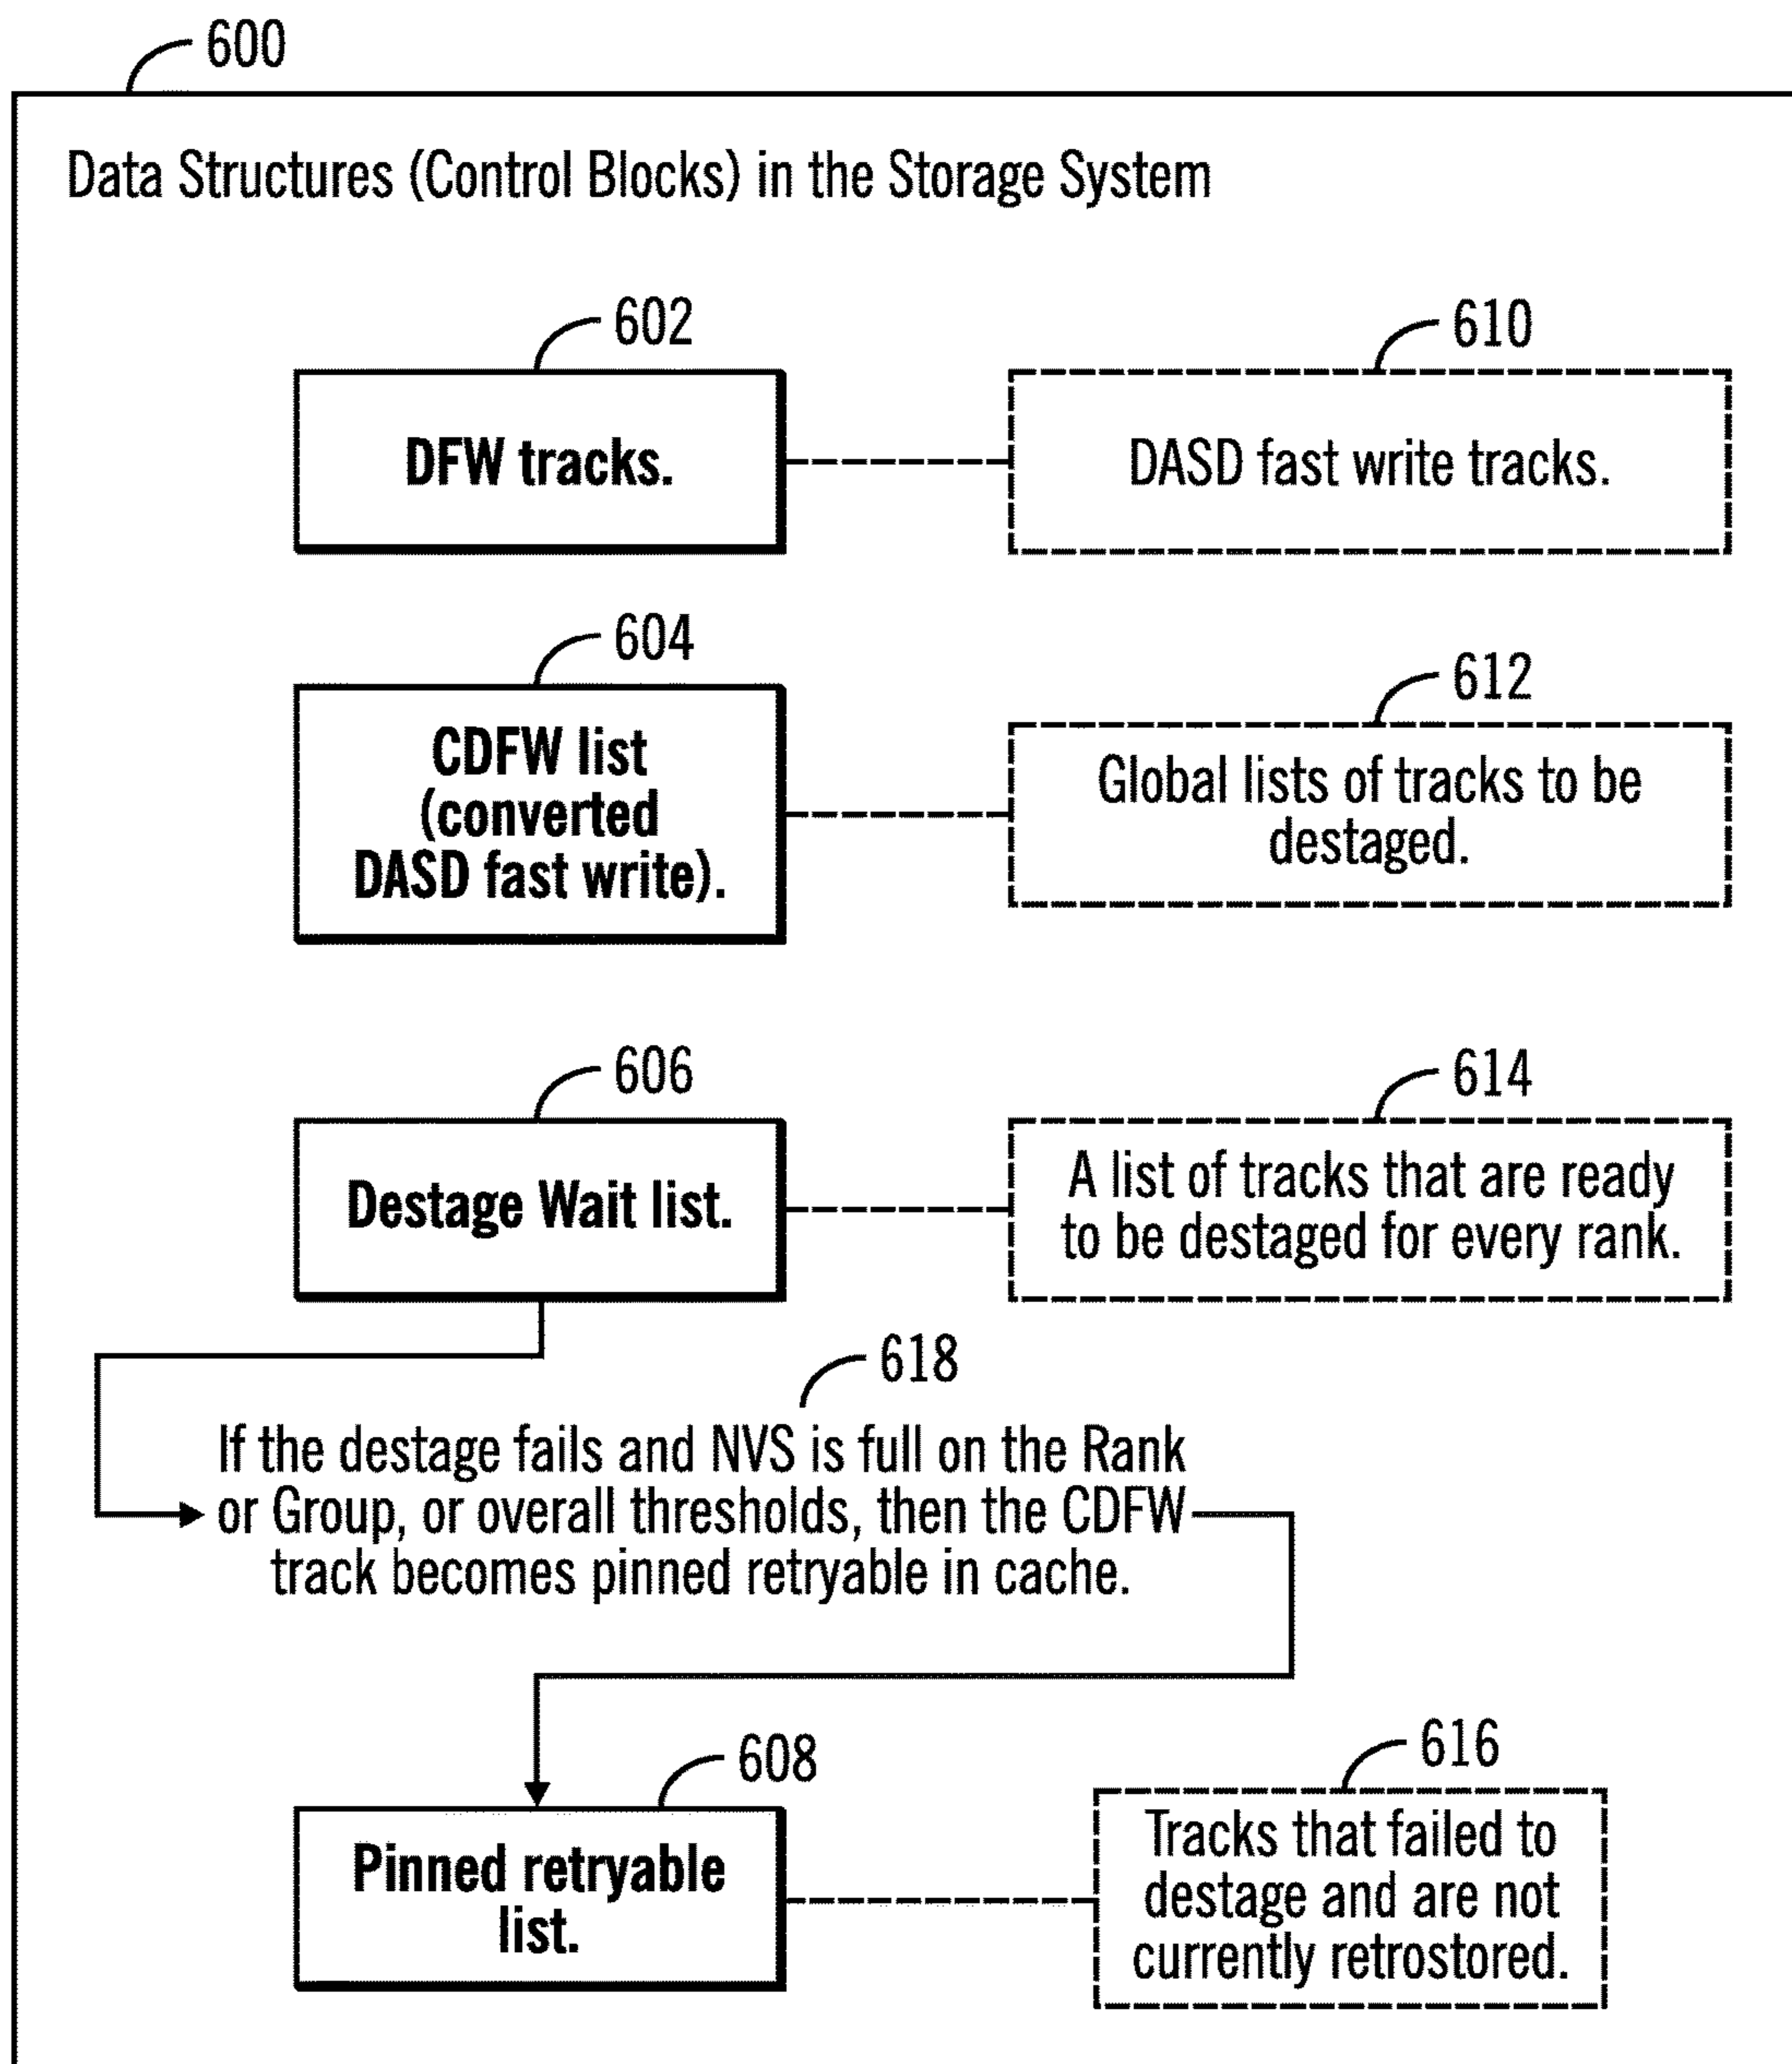 600
Data Structures (Control Blocks) in the Storage System
602
DFW tracks.
610
DASD fast write tracks.
604
CDFW list
(converted
DASD fast write).
612
Global lists of tracks to be
destaged.
606
Destage Wait list.
614
A list of tracks that are ready
to be destaged for every rank.
618
If the destage fails and NVS is full on the Rank
or Group, or overall thresholds, then the CDFW
track becomes pinned retryable in cache.
608
Pinned retryable
list.
616
Tracks that failed to
destage and are not
currently retrostored.